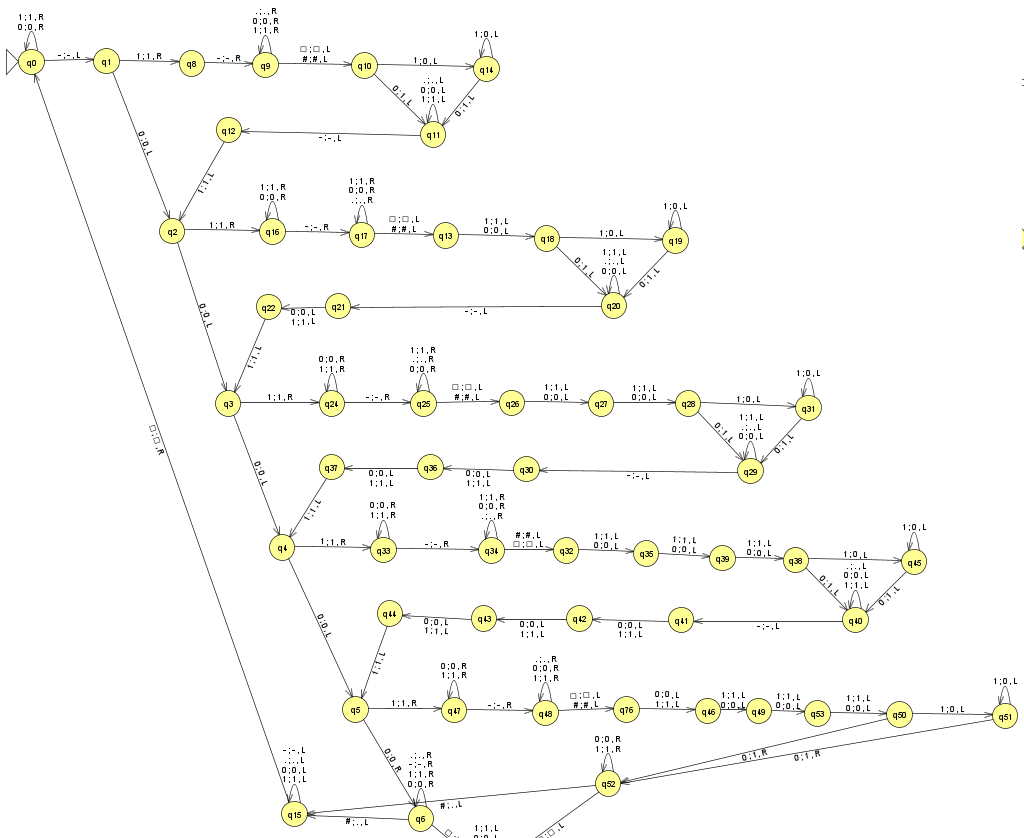 1 ; 1 , R
0 ; 0 , R
q0
- ; - , L
q1
1 ; 1 , R
q8
- ; - , R
. ; . , R
0 ; 0 , R
1 ; 1 , R
q9
□ ; □ , L
# ; # , L
q10
1 ; 0 , L
1 ; 0 , L
q14
0 ; 1 , L
. ; . , L
0 ; 0 , L
1 ; 1 , L
0 ; 1 , L
q11
- ; - , L
q12
0 ; 0 , L
1 ; 1 , L
q2
1 ; 1 , R
1 ; 1 , R
0 ; 0 , R
q16
- ; - , R
1 ; 1 , R
0 ; 0 , R
. ; . , R
q17
□ ; □ , L
# ; # , L
q13
1 ; 1 , L
0 ; 0 , L
q18
1 ; 0 , L
1 ; 0 , L
q19
0 ; 1 , L
1 ; 1 , L
. ; . , L
0 ; 0 , L
0 ; 1 , L
q20
- ; - , L
q21
0 ; 0 , L
1 ; 1 , L
q22
0 ; 0 , L
1 ; 1 , L
q3
1 ; 1 , R
0 ; 0 , R
1 ; 1 , R
q24
- ; - , R
1 ; 1 , R
. ; . , R
0 ; 0 , R
q25
□ ; □ , L
# ; # , L
q26
1 ; 1 , L
0 ; 0 , L
q27
1 ; 1 , L
0 ; 0 , L
q28
1 ; 0 , L
1 ; 0 , L
q31
0 ; 1 , L
1 ; 1 , L
. ; . , L
0 ; 0 , L
0 ; 1 , L
q29
- ; - , L
q30
0 ; 0 , L
1 ; 1 , L
q36
0 ; 0 , L
1 ; 1 , L
q37
□ ; □ , R
0 ; 0 , L
1 ; 1 , L
q4
1 ; 1 , R
0 ; 0 , R
1 ; 1 , R
q33
- ; - , R
1 ; 1 , R
0 ; 0 , R
. ; . , R
q34
# ; # , L
□ ; □ , L
q32
1 ; 1 , L
0 ; 0 , L
q35
1 ; 1 , L
0 ; 0 , L
q39
1 ; 1 , L
0 ; 0 , L
q38
1 ; 0 , L
1 ; 0 , L
q45
0 ; 1 , L
. ; . , L
0 ; 0 , L
1 ; 1 , L
0 ; 1 , L
q40
- ; - , L
q41
0 ; 0 , L
1 ; 1 , L
q42
0 ; 0 , L
1 ; 1 , L
q43
0 ; 0 , L
1 ; 1 , L
q44
0 ; 0 , L
1 ; 1 , L
q5
1 ; 1 , R
0 ; 0 , R
1 ; 1 , R
q47
- ; - , R
. ; . , R
0 ; 0 , R
1 ; 1 , R
q48
□ ; □ , L
# ; # , L
q76
0 ; 0 , L
1 ; 1 , L
q46
1 ; 1 , L
0 ; 0 , L
q49
1 ; 1 , L
0 ; 0 , L
q53
1 ; 1 , L
0 ; 0 , L
q50
1 ; 0 , L
1 ; 0 , L
q51
0 ; 1 , R
0 ; 1 , R
0 ; 0 , R
1 ; 1 , R
q52
0 ; 0 , R
- ; - , L
. ; . , L
0 ; 0 , L
1 ; 1 , L
q15
# ; . , L
. ; . , R
- ; - , R
1 ; 1 , R
0 ; 0 , R
q6
# ; . , L
1 ; 1 , L
0 ; 0 , L
□ ; □ , L